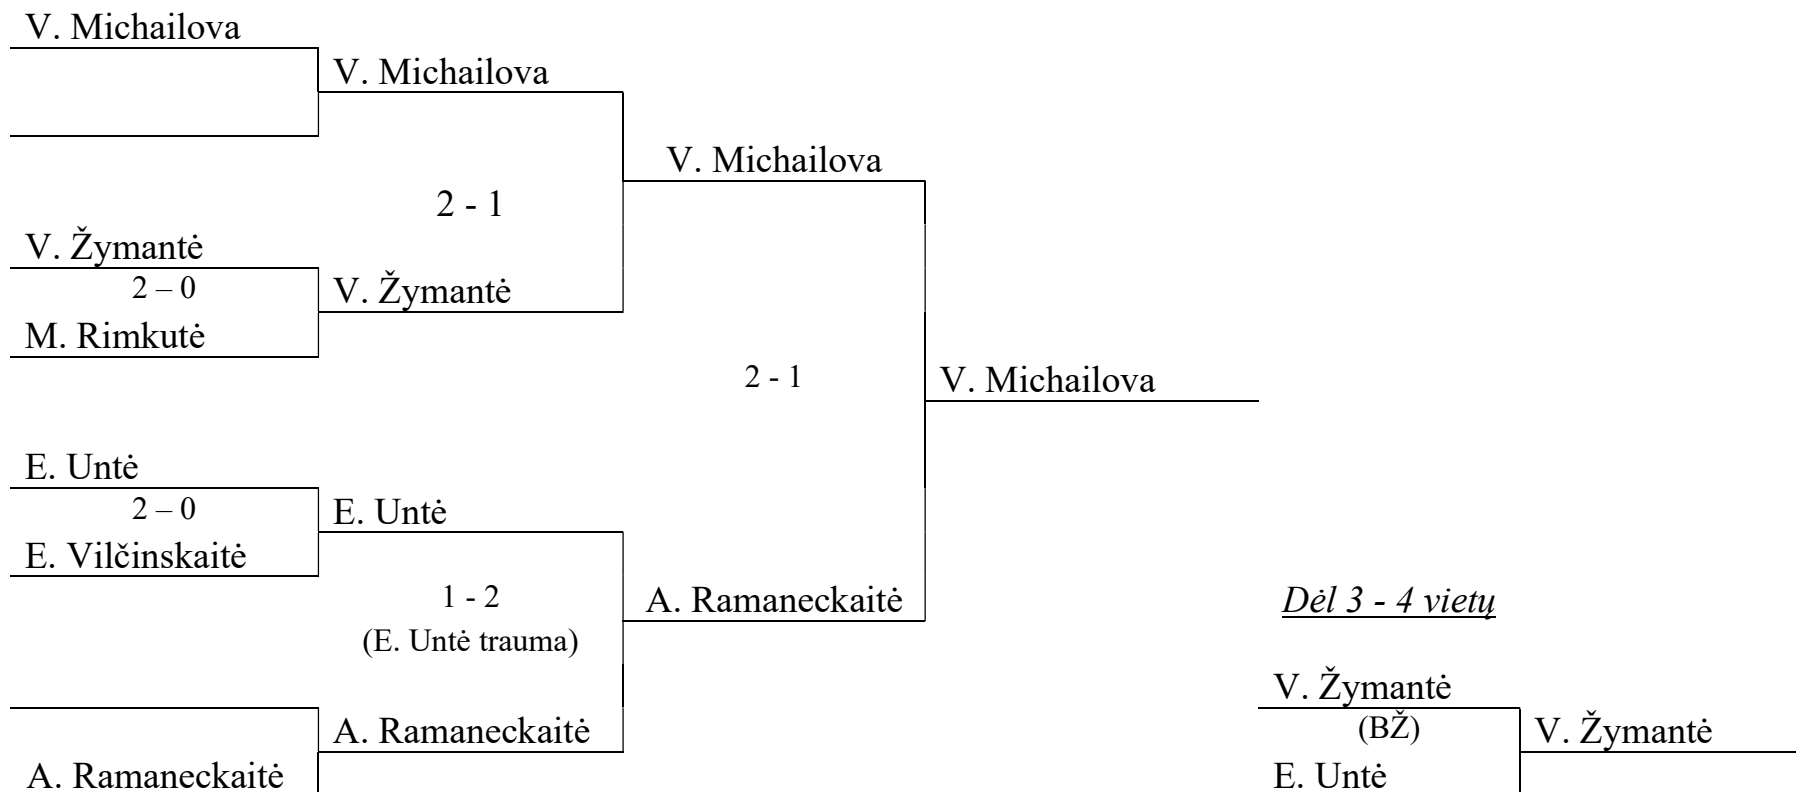 V. Michailova
V. Michailova
V. Michailova
2 - 1
V. Žymantė
2 – 0
V. Žymantė
M. Rimkutė
2 - 1
V. Michailova
E. Untė
2 – 0
E. Untė
E. Vilčinskaitė
1 - 2
A. Ramaneckaitė
Dėl 3 - 4 vietų
(E. Untė trauma)
V. Žymantė
(BŽ)
A. Ramaneckaitė
V. Žymantė
A. Ramaneckaitė
E. Untė